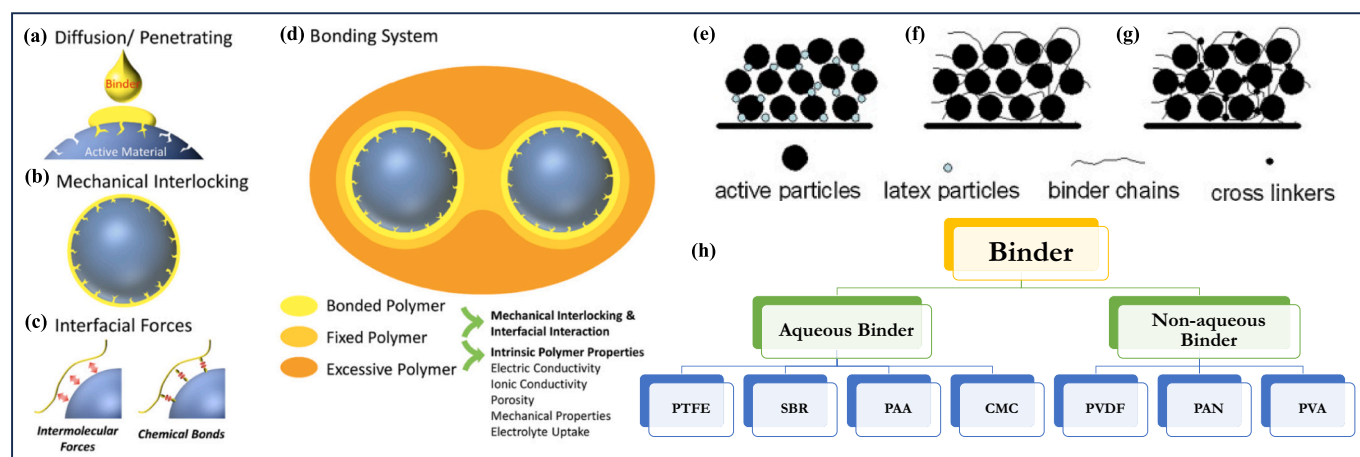 (a)
Diffusion/ Penetrating
Binder
Active Material
(b)
Mechanical Interlocking
(c)
Interfacial Forces
Intermolecular
Forces
Chemical Bonds
(d) Bonding System
Bonded Polymer
Fixed Polymer
Excessive Polymer
Mechanical Interlocking &
Interfacial Interaction
Intrinsic Polymer Properties
Electric Conductivity
Ionic Conductivity
Porosity
Mechanical Properties
Electrolyte Uptake
(e)
(f)
(g)
active particles
latex particles
binder chains
cross linkers
(h)
Binder
Aqueous Binder
Non-aqueous
Binder
PTFE
SBR
PAA
CMC
PVDF
PAN
PVA